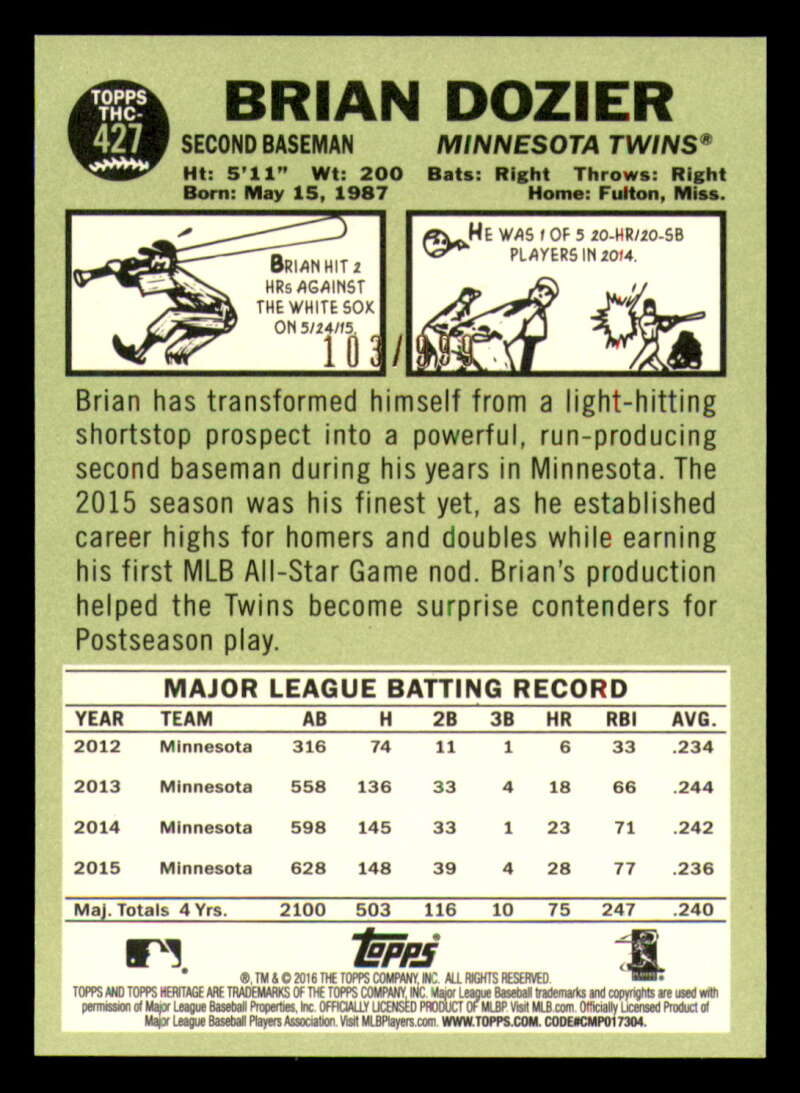 TOPPS
THC-
427
BRIAN DOZIER
SECOND BASEMAN MINNESOTA TWINS®
Ht: 5'11" Wt: 200 Bats: Right Throws: Right
Born: May 15, 1987 Home: Fulton, Miss.
BRIAN HIT 2
HRs AGAINST
THE WHITE SOX
ON 5/24/15.
HE WAS 1 OF 5 20-HR/20-SB
PLAYERS IN 2014.
103/999
Brian has transformed himself from a light-hitting
shortstop prospect into a powerful, run-producing
second baseman during his years in Minnesota. The
2015 season was his finest yet, as he established
career highs for homers and doubles while earning
his first MLB All-Star Game nod. Brian's production
helped the Twins become surprise contenders for
Postseason play.
MAJOR LEAGUE BATTING RECORD
YEAR TEAM AB H 2B 3B HR RBI AVG.
2012 Minnesota 316 74 11 1 6 33 .234
2013 Minnesota 558 136 33 4 18 66 .244
2014 Minnesota 598 145 33 1 23 71 .242
2015 Minnesota 628 148 39 4 28 77 .236
Maj. Totals 4 Yrs. 2100 503 116 10 75 247 .240
Topps®
®, TM & © 2016 THE TOPPS COMPANY, INC. ALL RIGHTS RESERVED.
TOPPS AND TOPPS HERITAGE ARE TRADEMARKS OF THE TOPPS COMPANY, INC. Major League Baseball trademarks and copyrights are used with
permission of Major League Baseball Properties, Inc. OFFICIALLY LICENSED PRODUCT OF MLBP. Visit MLB.com. Officially Licensed Product of
Major League Baseball Players Association. Visit MLBPlayers.com. WWW.TOPPS.COM. CODE#CMP017304.